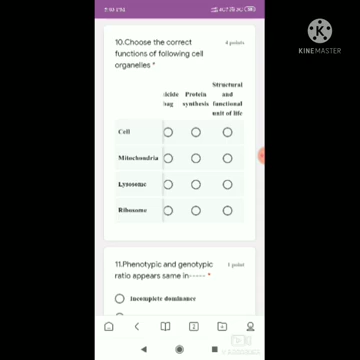 KINEMASTER
10.Choose the correct
functions of following cell
organelles *
4 points
Structural
Protein and
bag synthesis functional
unit of life
Cell
Mitochondria
Lysosome
Ribosome
11.Phenotypic and genotypic
ratio appears same in----- *
1 point
Incomplete dominance